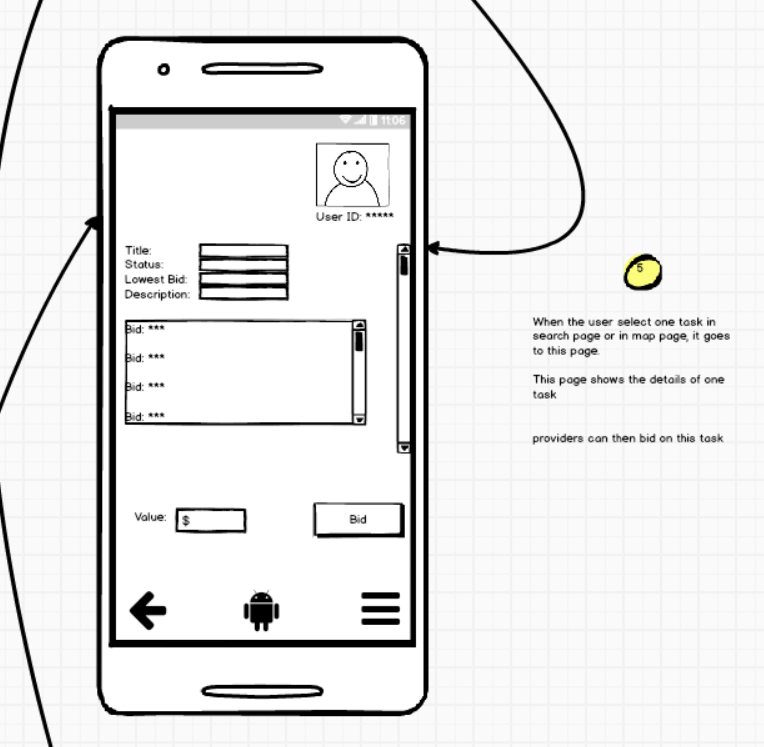 11:06
User ID: *****
Title:
Status:
Lowest Bid:
Description:
Bid: ***
Bid: ***
Bid: ***
Bid: ***
Value:
$
Bid
5
When the user select one task in
search page or in map page, it goes
to this page.
This page shows the details of one
task
providers can then bid on this task